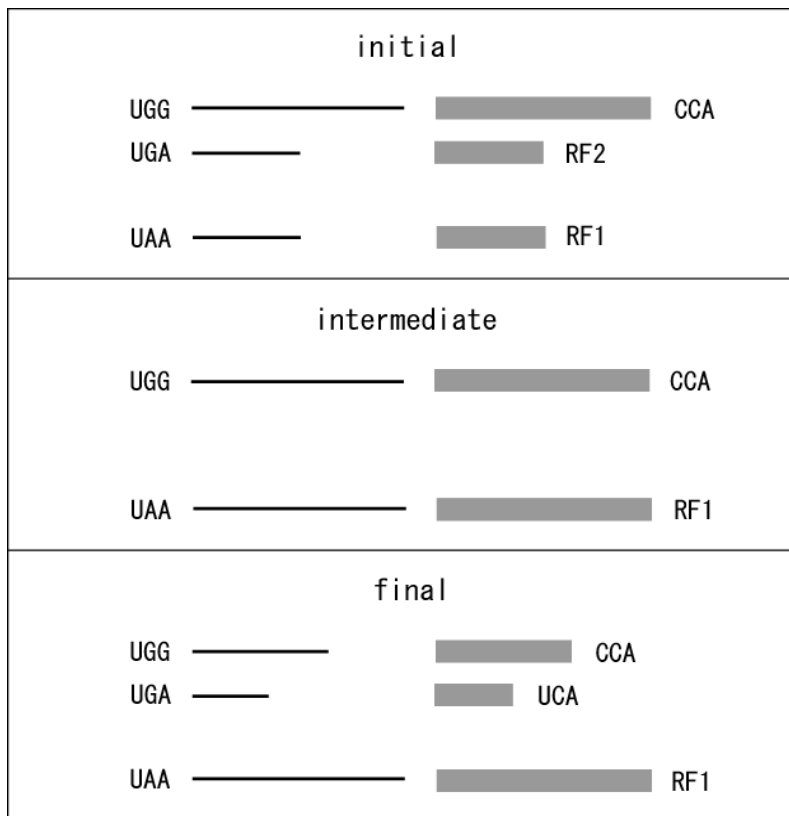 initial
UGG CCA
UGA RF2
UAA RF1
intermediate
UGG CCA
UAA RF1
final
UGG CCA
UGA UCA
UAA RF1